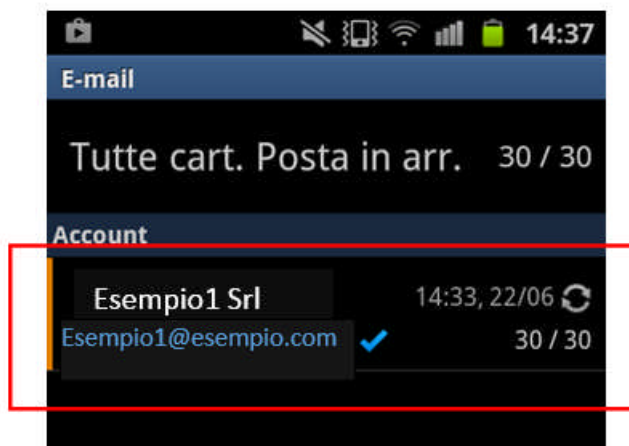 14:37
E-mail
Tutte cart. Posta in arr. 30 / 30
Account
Esempio1 Srl 14:33, 22/06
Esempio1@esempio.com 30 / 30